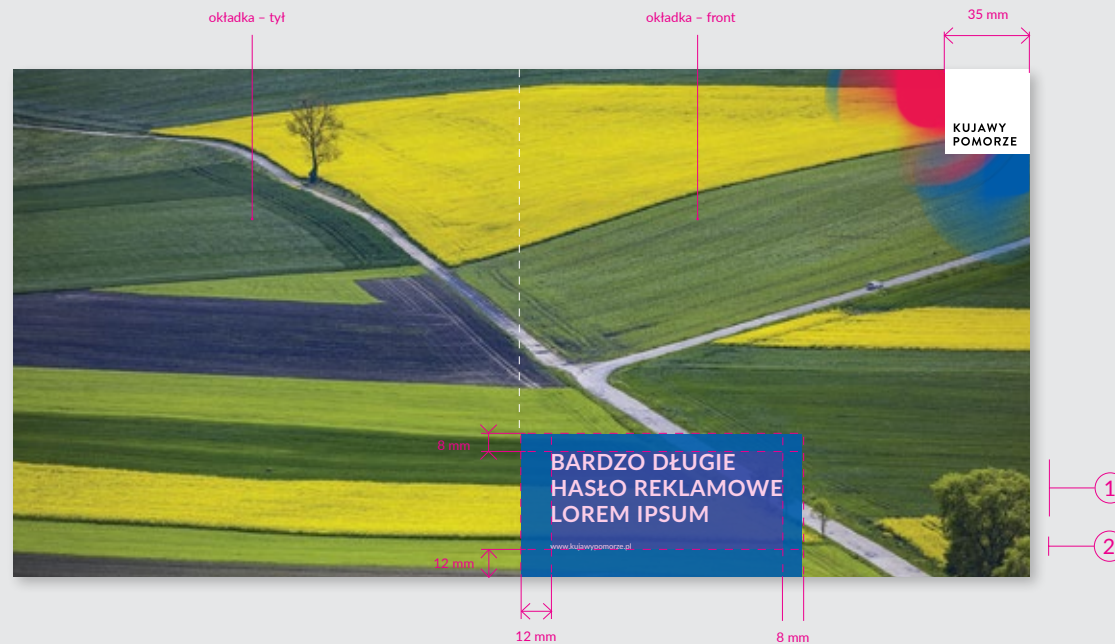 okładka – tył
okładka – front
35 mm
KUJAWY
POMORZE
8 mm
BARDZO DŁUGIE
HASŁO REKLAMOWE
LOREM IPSUM
www.kujawypomorze.pl
12 mm
12 mm
8 mm
1
2